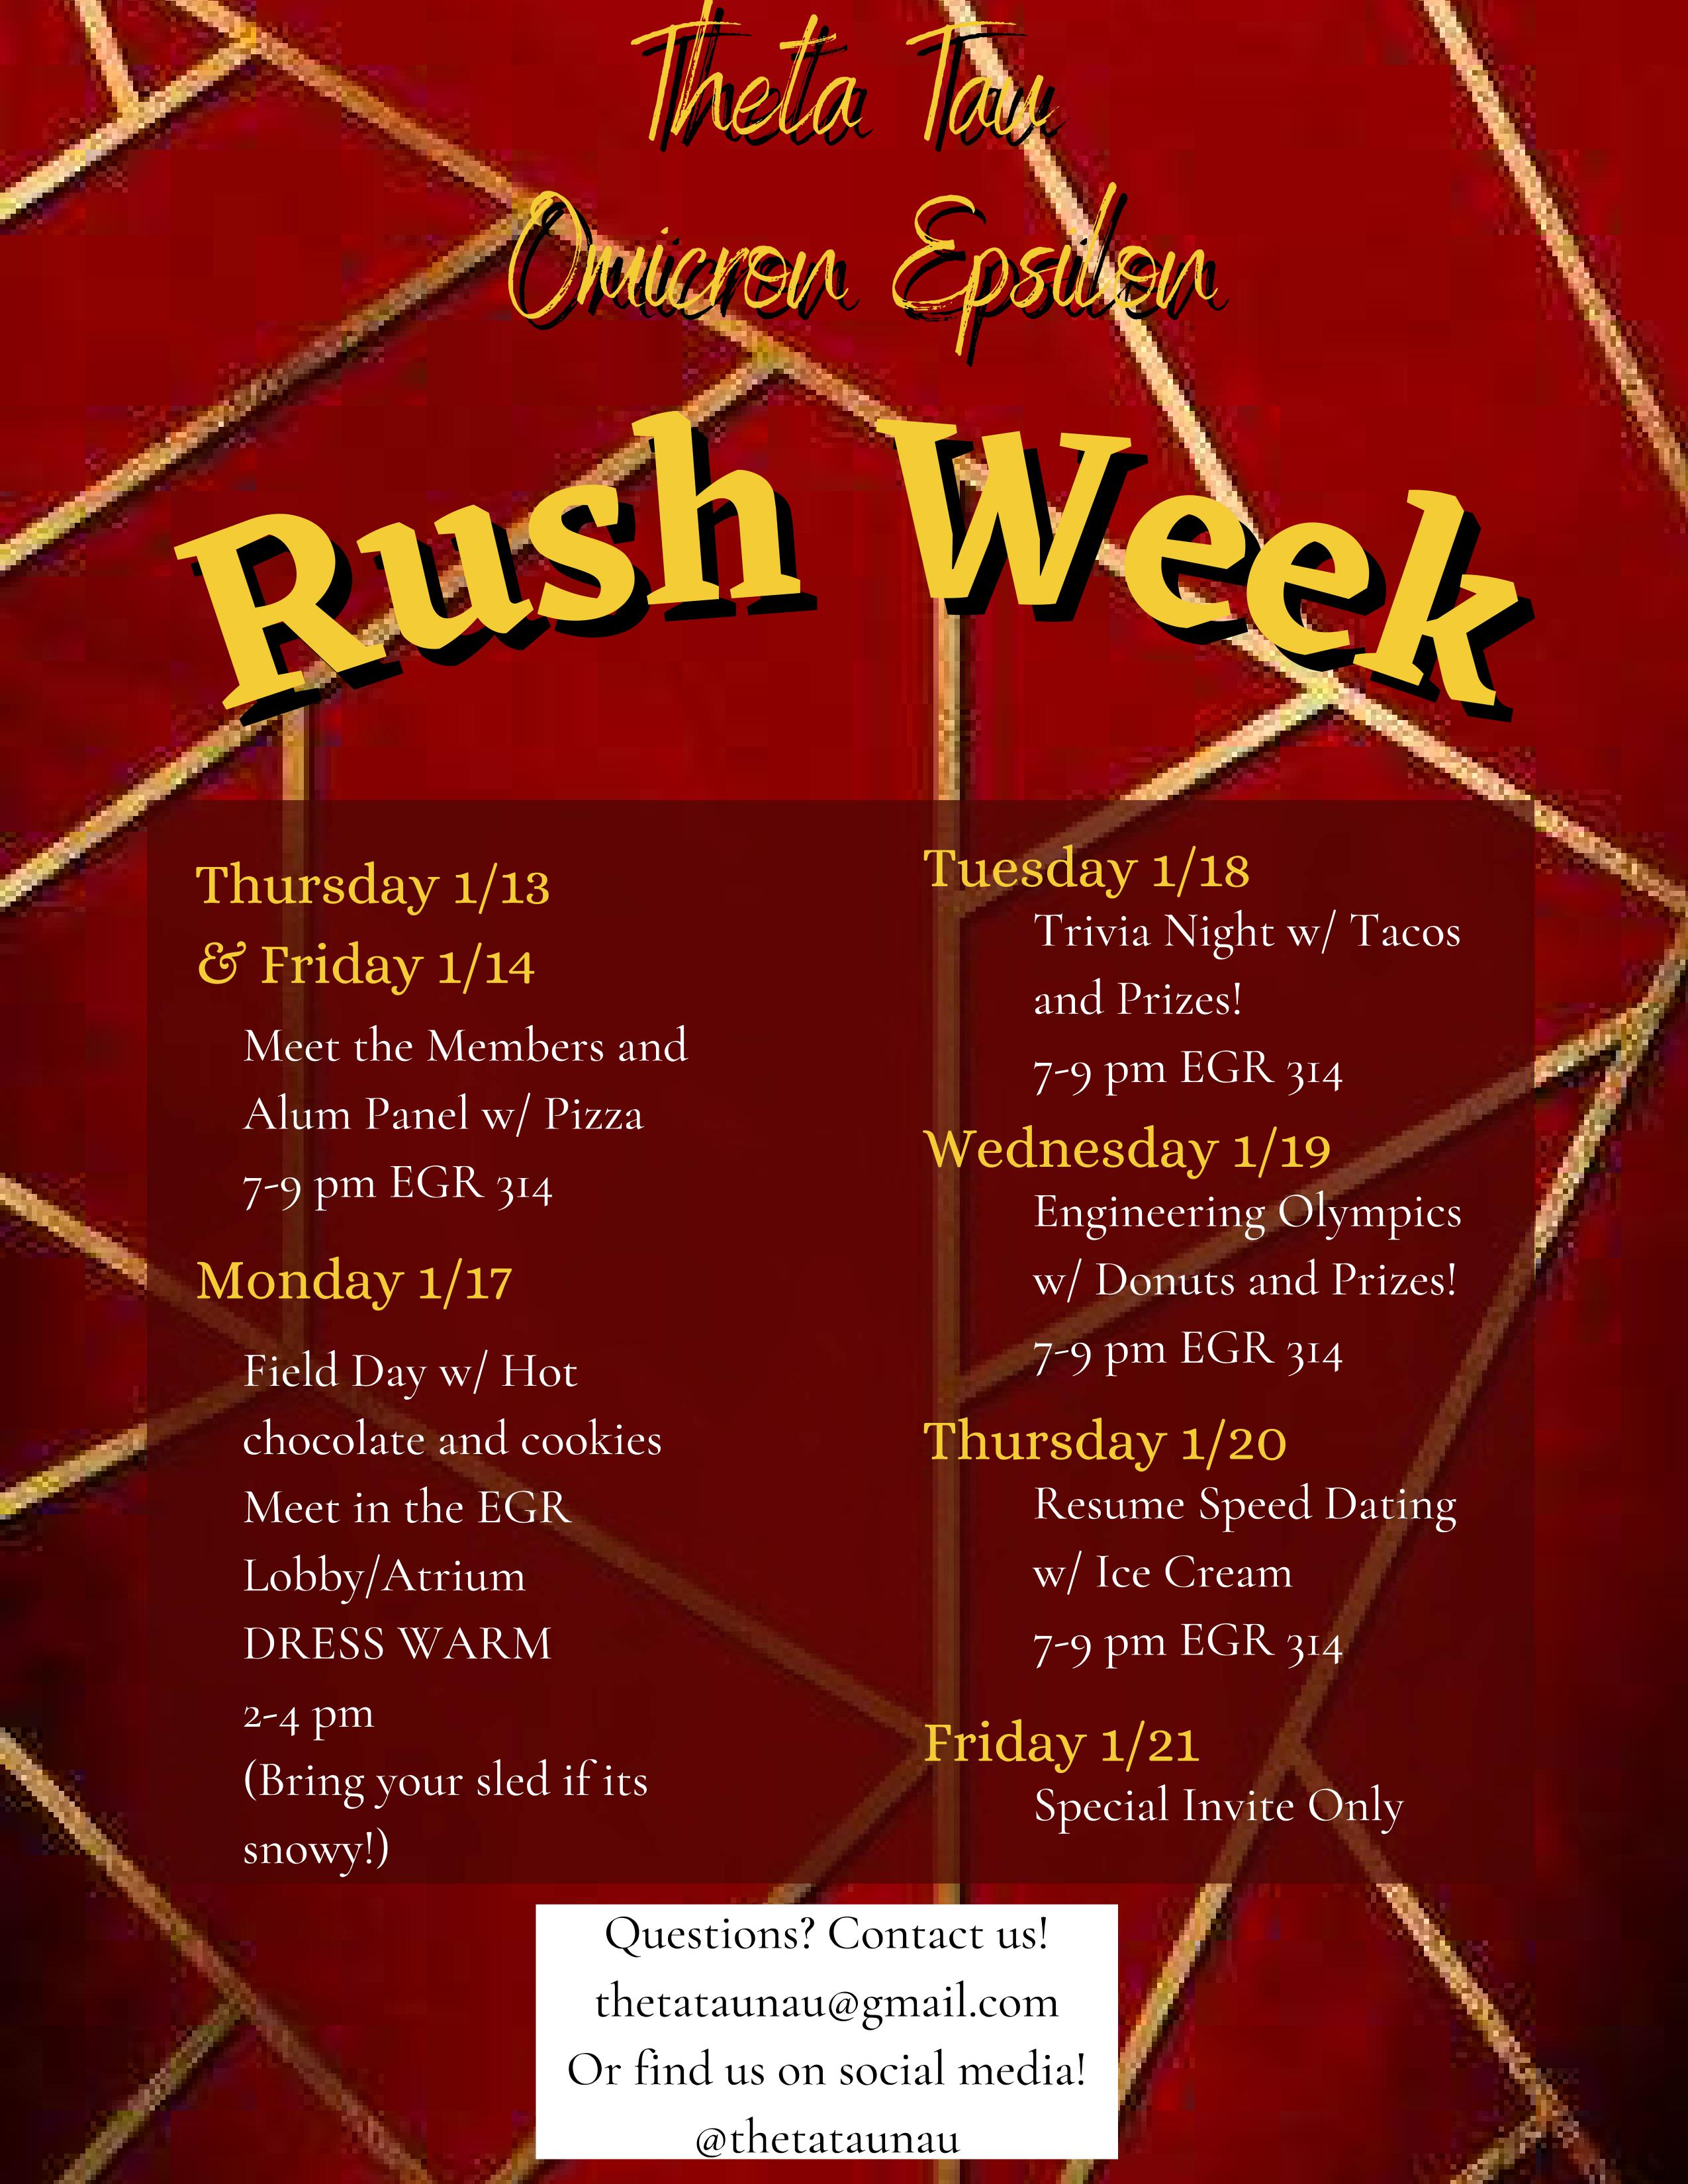 Theta Tau
Omicron Epsilon
Rush Week
Thursday 1/13
& Friday 1/14
Meet the Members and
Alum Panel w/ Pizza
7-9 pm EGR 314
Monday 1/17
Field Day w/ Hot
chocolate and cookies
Meet in the EGR
Lobby/Atrium
DRESS WARM
2-4 pm
(Bring your sled if its
snowy!)
Tuesday 1/18
Trivia Night w/ Tacos
and Prizes!
7-9 pm EGR 314
Wednesday 1/19
Engineering Olympics
w/ Donuts and Prizes!
7-9 pm EGR 314
Thursday 1/20
Resume Speed Dating
w/ Ice Cream
7-9 pm EGR 314
Friday 1/21
Special Invite Only
Questions? Contact us!
thetataunau@gmail.com
Or find us on social media!
@thetataunau